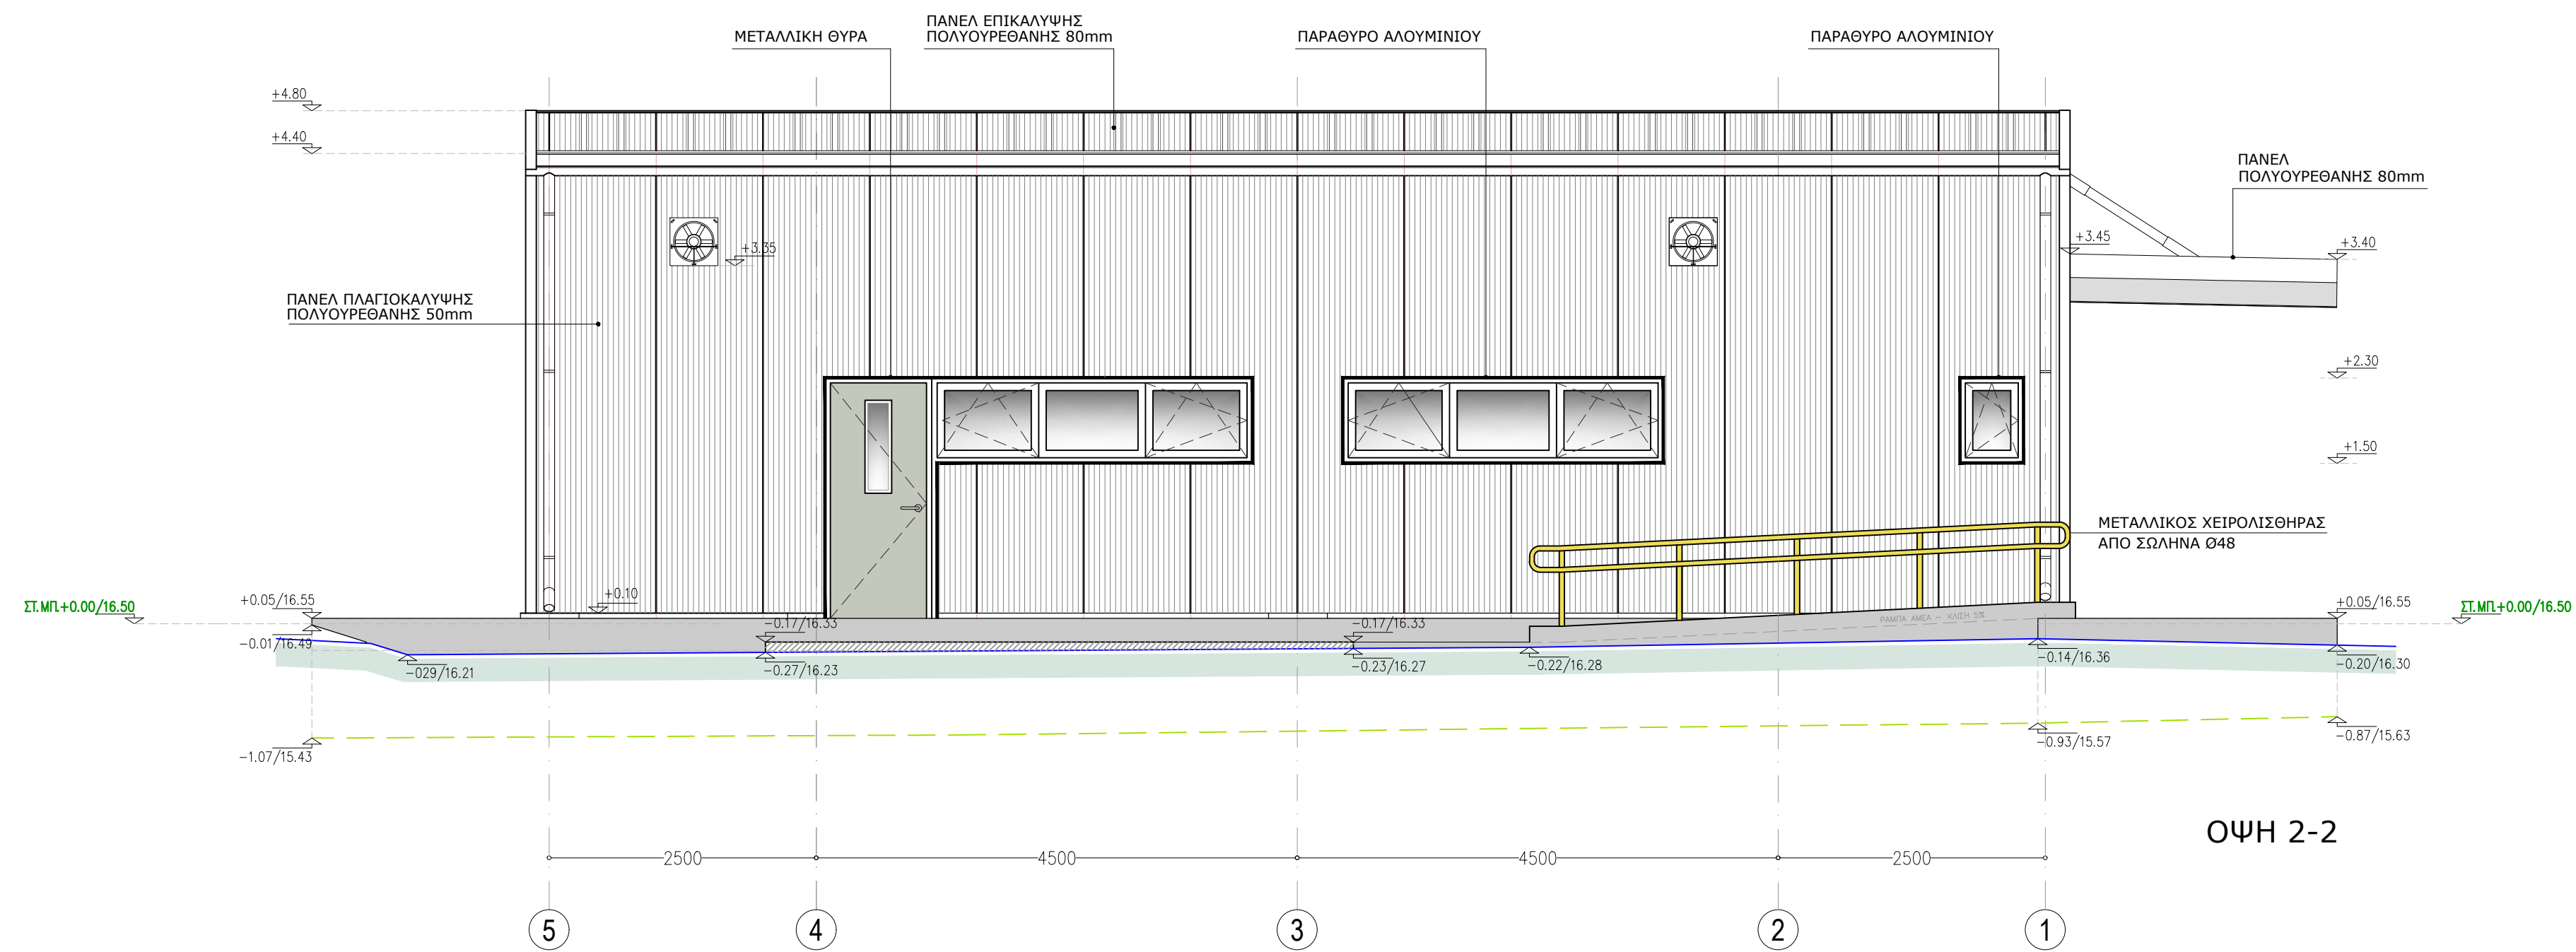 ΠΑΝΕΛ ΕΠΙΚΑΛΥΨΗΣ
ΜΕΤΑΛΛΙΚΗ ΘΥΡΑ
ΠΟΛΥΟΥΡΕΘΑΝΗΣ 80mm
ΠΑΡΑΘΥΡΟ ΑΛΟΥΜΙΝΙΟΥ
ΠΑΡΑΘΥΡΟ ΑΛΟΥΜΙΝΙΟΥ
+4.80
+4.40
ΠΑΝΕΛ
ΠΟΛΥΟΥΡΕΘΑΝΗΣ 80mm
+3.35
+3.45
+3.40
ΠΑΝΕΛ ΠΛΑΓΙΟΚΑΛΥΨΗΣ
ΠΟΛΥΟΥΡΕΘΑΝΗΣ 50mm
+2.30
+1.50
ΜΕΤΑΛΛΙΚΟΣ ΧΕΙΡΟΛΙΣΘΗΡΑΣ
ΑΠΟ ΣΩΛΗΝΑ Ø48
ΣΤ.ΜΠ.+0.00/16.50
+0.05/16.55
+0.10
+0.05/16.55
ΣΤ.ΜΠ.+0.00/16.50
ΡΑΜΠΑ ΑΜΕΑ – ΚΛΙΣΗ 5%
-0.17/16.33
-0.17/16.33
-0.01/16.49
-029/16.21
-0.27/16.23
-0.23/16.27
-0.22/16.28
-0.14/16.36
-0.20/16.30
-1.07/15.43
-0.93/15.57
-0.87/15.63
ΟΨΗ 2-2
2500
4500
4500
2500
5
4
3
2
1